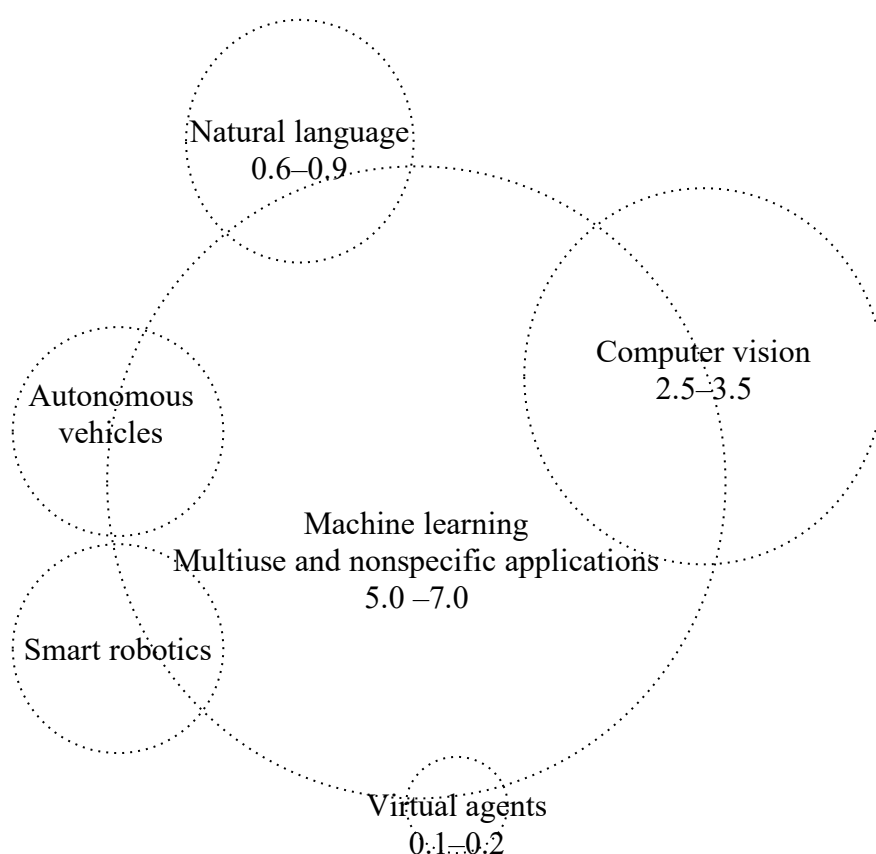 Natural language
0.6–0.9
Computer vision
2.5–3.5
Autonomous
vehicles
Machine learning
Multiuse and nonspecific applications
5.0 –7.0
Smart robotics
Virtual agents
0.1–0.2